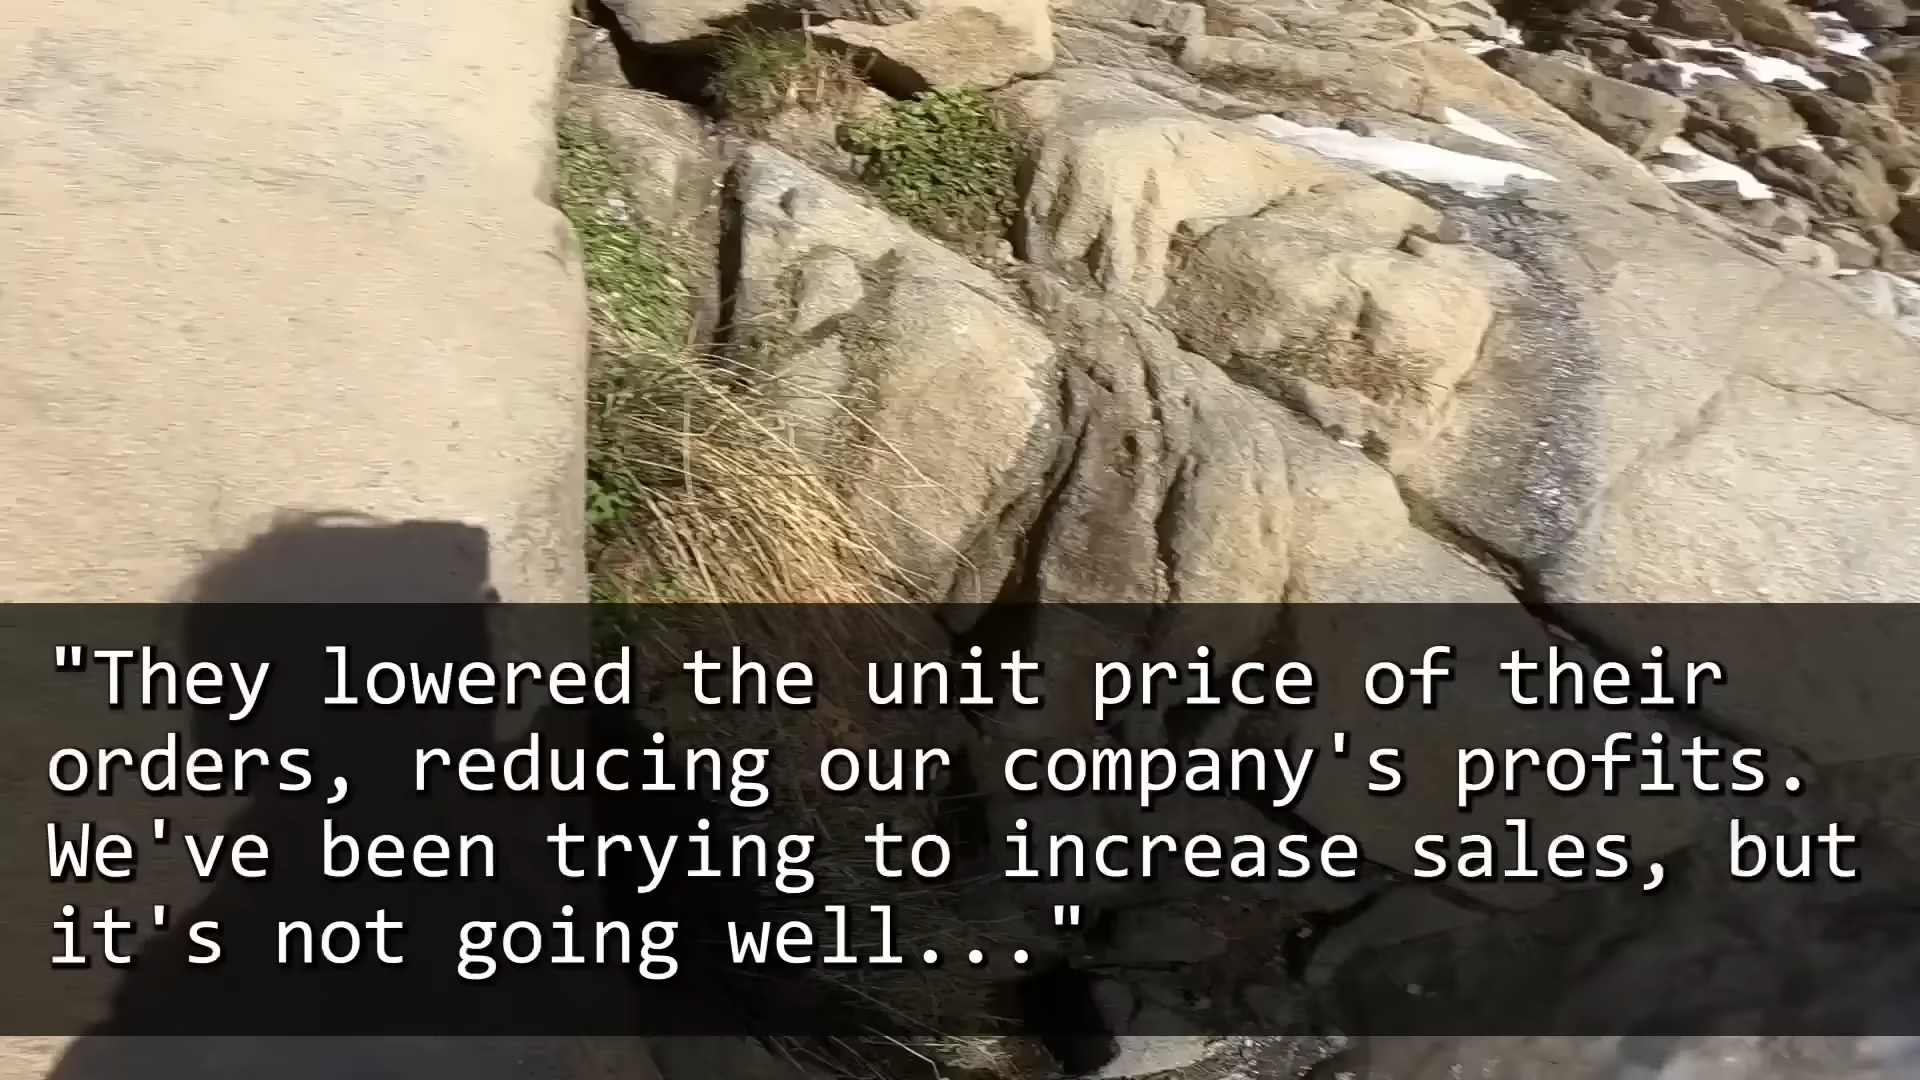 "They lowered the unit price of their
orders, reducing our company's profits.
We've been trying to increase sales, but
it's not going well..."